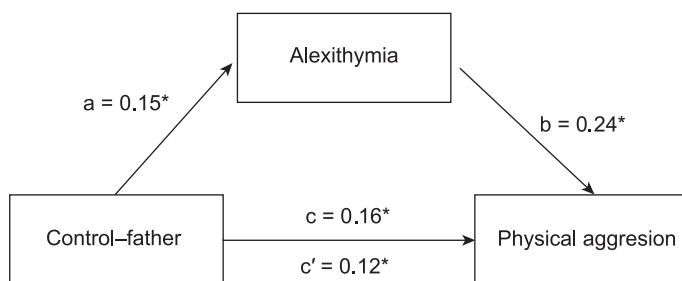 Alexithymia
a = 0.15*
b = 0.24*
Control–father
c = 0.16*
c′ = 0.12*
Physical aggresion